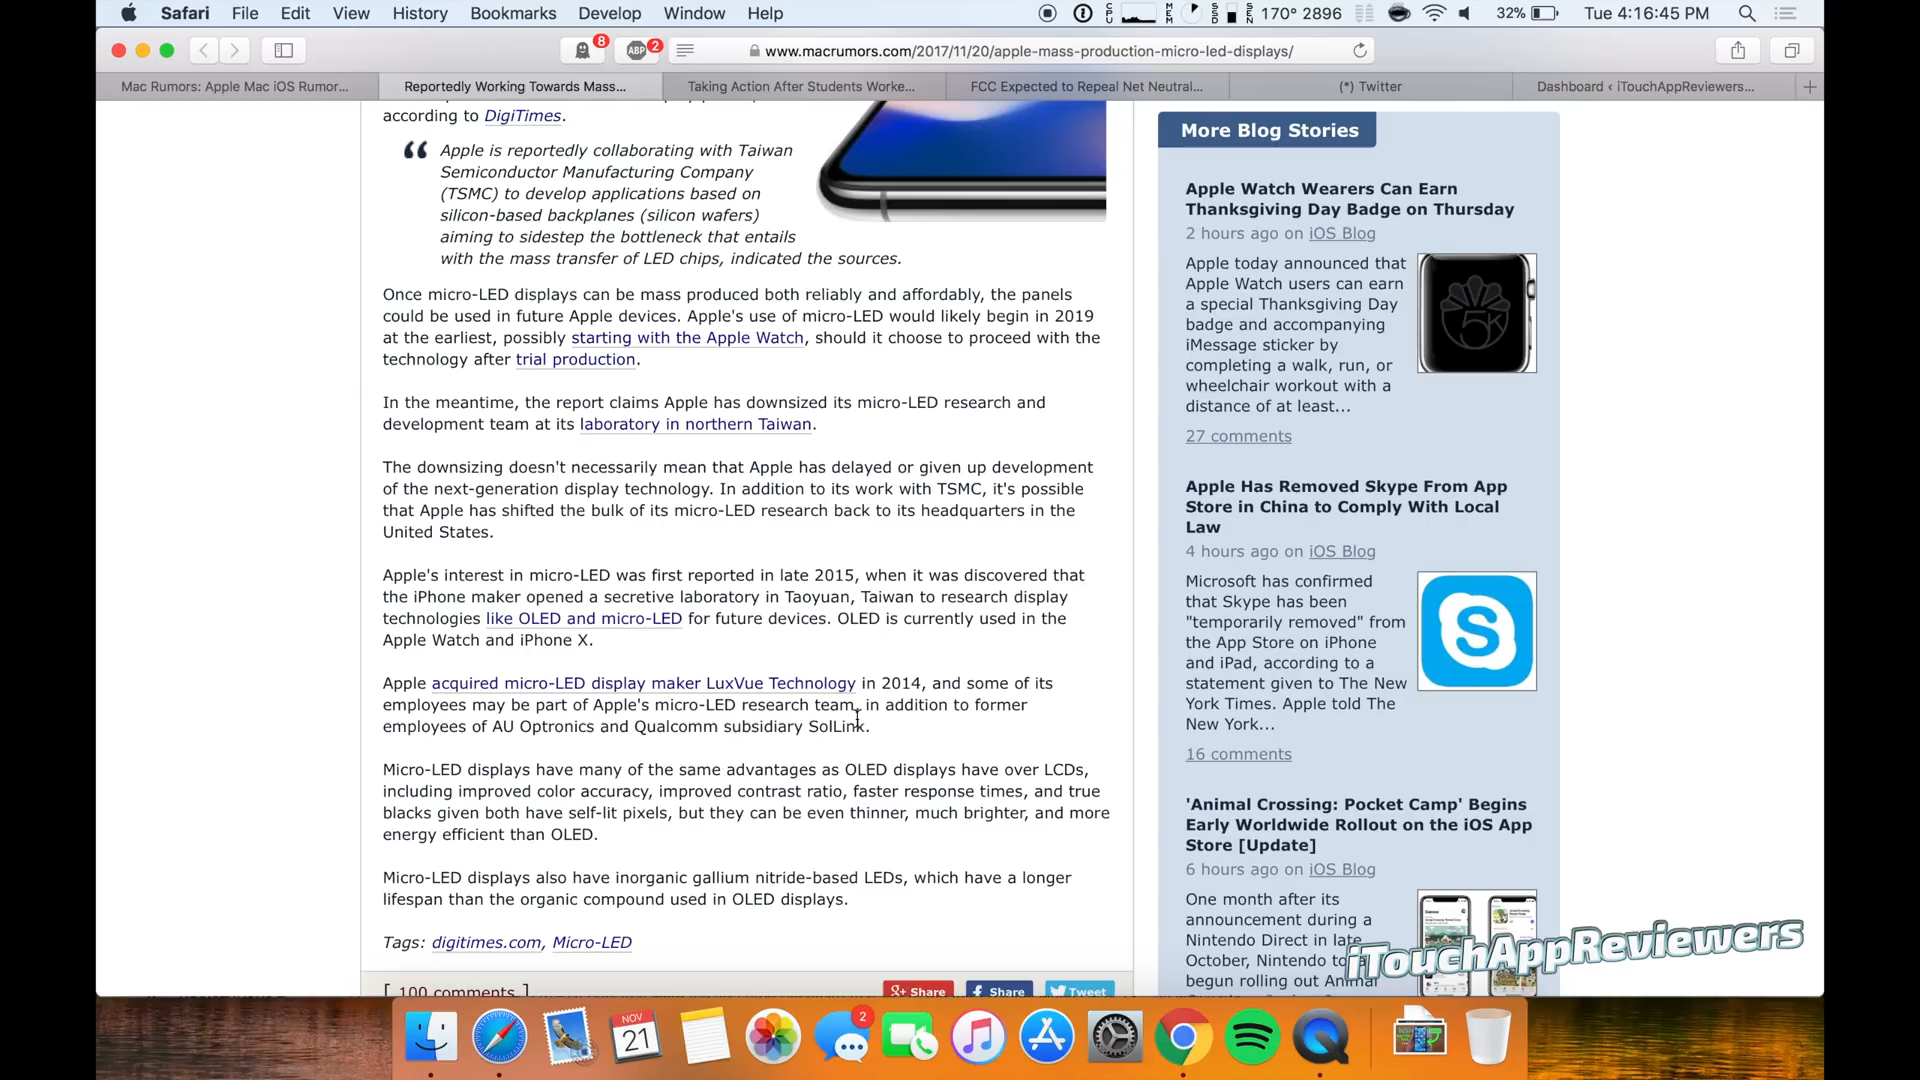 Safari File Edit View History Bookmarks Develop Window Help
CPU MEM SSD SEN 170° 2896 32% Tue 4:16:45 PM
8 ABP 2 www.macrumors.com/2017/11/20/apple-mass-production-micro-led-displays/
Mac Rumors: Apple Mac iOS Rumor...
Reportedly Working Towards Mass...
Taking Action After Students Worke...
FCC Expected to Repeal Net Neutral...
(*) Twitter
Dashboard ‹ iTouchAppReviewers...
according to DigiTimes.
“ Apple is reportedly collaborating with Taiwan
Semiconductor Manufacturing Company
(TSMC) to develop applications based on
silicon-based backplanes (silicon wafers)
aiming to sidestep the bottleneck that entails
with the mass transfer of LED chips, indicated the sources.
Once micro-LED displays can be mass produced both reliably and affordably, the panels
could be used in future Apple devices. Apple's use of micro-LED would likely begin in 2019
at the earliest, possibly starting with the Apple Watch, should it choose to proceed with the
technology after trial production.
In the meantime, the report claims Apple has downsized its micro-LED research and
development team at its laboratory in northern Taiwan.
The downsizing doesn't necessarily mean that Apple has delayed or given up development
of the next-generation display technology. In addition to its work with TSMC, it's possible
that Apple has shifted the bulk of its micro-LED research back to its headquarters in the
United States.
Apple's interest in micro-LED was first reported in late 2015, when it was discovered that
the iPhone maker opened a secretive laboratory in Taoyuan, Taiwan to research display
technologies like OLED and micro-LED for future devices. OLED is currently used in the
Apple Watch and iPhone X.
Apple acquired micro-LED display maker LuxVue Technology in 2014, and some of its
employees may be part of Apple's micro-LED research team, in addition to former
employees of AU Optronics and Qualcomm subsidiary SolLink.
Micro-LED displays have many of the same advantages as OLED displays have over LCDs,
including improved color accuracy, improved contrast ratio, faster response times, and true
blacks given both have self-lit pixels, but they can be even thinner, much brighter, and more
energy efficient than OLED.
Micro-LED displays also have inorganic gallium nitride-based LEDs, which have a longer
lifespan than the organic compound used in OLED displays.
Tags: digitimes.com, Micro-LED
[ 100 comments ]
g+ Share
f Share
Tweet
More Blog Stories
Apple Watch Wearers Can Earn
Thanksgiving Day Badge on Thursday
2 hours ago on iOS Blog
Apple today announced that
Apple Watch users can earn
a special Thanksgiving Day
badge and accompanying
iMessage sticker by
completing a walk, run, or
wheelchair workout with a
distance of at least...
5K
27 comments
Apple Has Removed Skype From App
Store in China to Comply With Local
Law
4 hours ago on iOS Blog
Microsoft has confirmed
that Skype has been
"temporarily removed" from
the App Store on iPhone
and iPad, according to a
statement given to The New
York Times. Apple told The
New York...
16 comments
'Animal Crossing: Pocket Camp' Begins
Early Worldwide Rollout on the iOS App
Store [Update]
6 hours ago on iOS Blog
One month after its
announcement during a
Nintendo Direct in late
October, Nintendo
begun rolling out Animal
iTouchAppReviewers
NOV
21
2